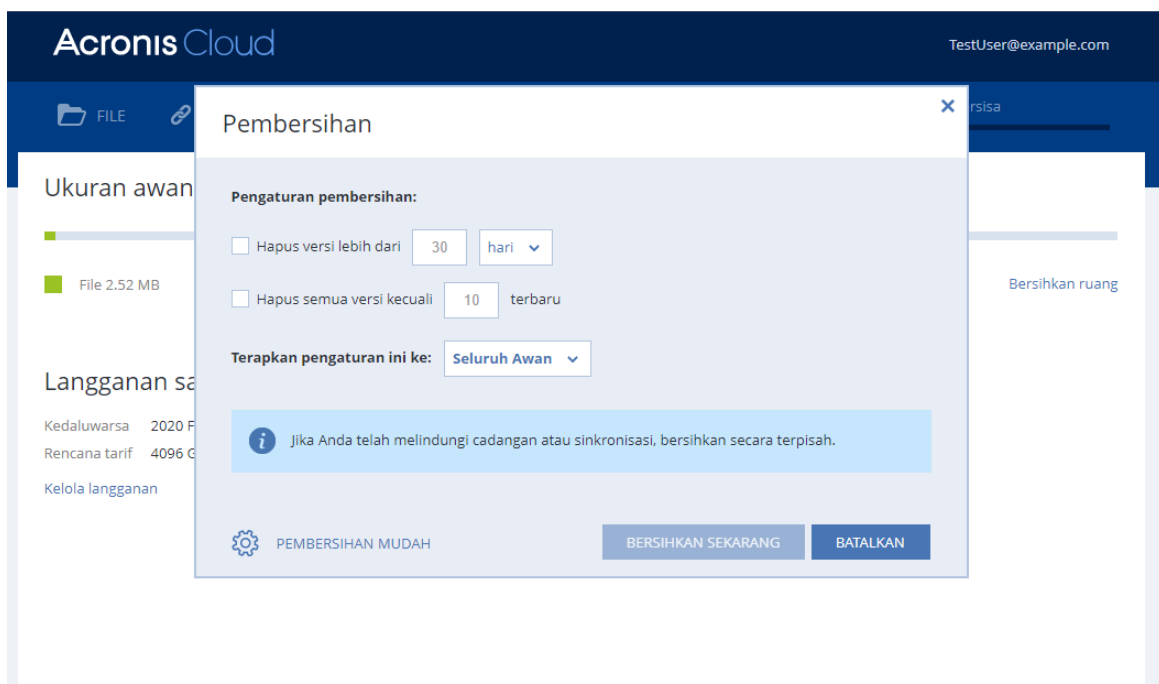 Acronis Cloud
TestUser@example.com
FILE
rsisa
Pembersihan
Ukuran awan
Pengaturan pembersihan:
Hapus versi lebih dari 30 hari
File 2.52 MB
Bersihkan ruang
Hapus semua versi kecuali 10 terbaru
Terapkan pengaturan ini ke: Seluruh Awan
Langganan sa
Kedaluwarsa 2020 F
Rencana tarif 4096 G
Jika Anda telah melindungi cadangan atau sinkronisasi, bersihkan secara terpisah.
Kelola langganan
PEMBERSIHAN MUDAH
BERSIHKAN SEKARANG
BATALKAN